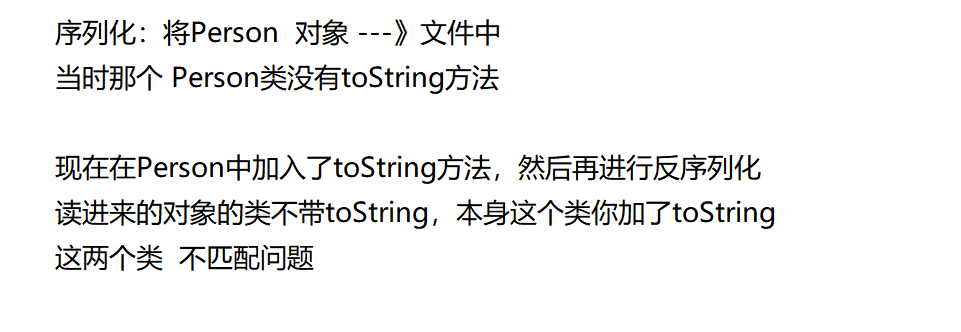 序列化：将Person  对象 ---》文件中
当时那个 Person类没有toString方法
现在在Person中加入了toString方法，然后再进行反序列化
读进来的对象的类不带toString，本身这个类你加了toString
这两个类  不匹配问题